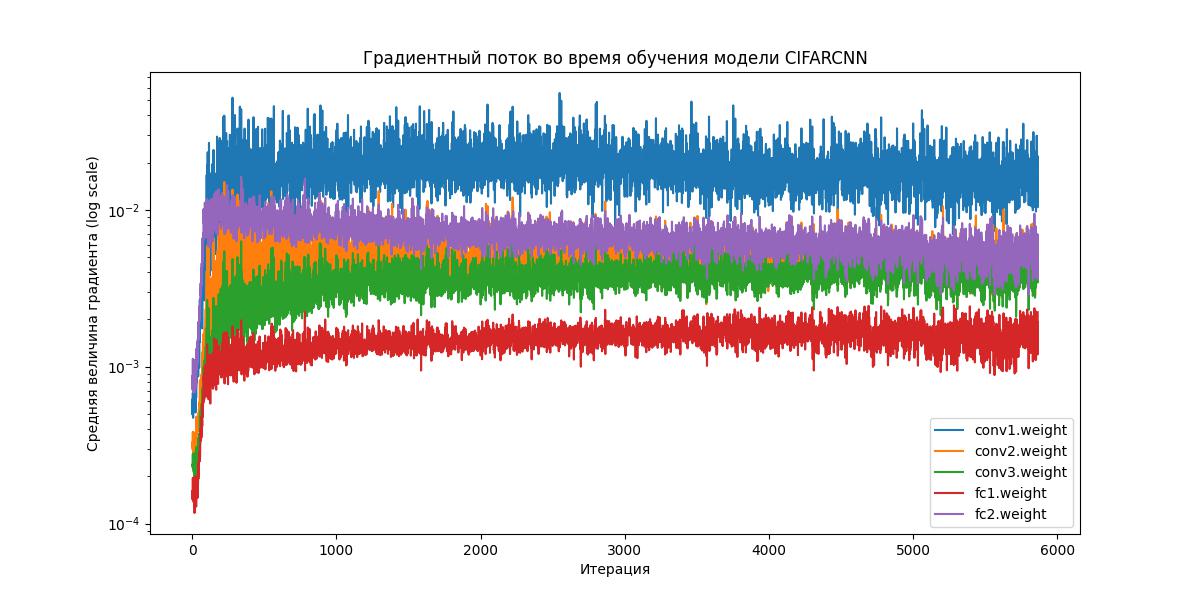 Градиентный поток во время обучения модели CIFARCNN
Средняя величина градиента (log scale)
10⁻²
10⁻³
10⁻⁴
conv1.weight
conv2.weight
conv3.weight
fc1.weight
fc2.weight
0 1000 2000 3000 4000 5000 6000
Итерация